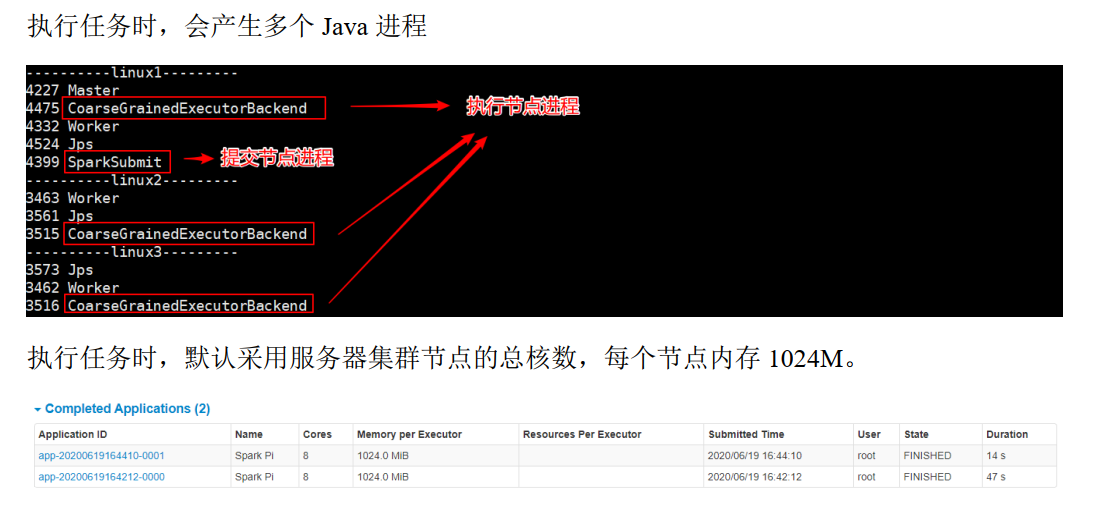 执行任务时，会产生多个 Java 进程
----------linux1---------
4227 Master
4475 CoarseGrainedExecutorBackend
执行节点进程
4332 Worker
4524 Jps
4399 SparkSubmit
提交节点进程
----------linux2---------
3463 Worker
3561 Jps
3515 CoarseGrainedExecutorBackend
----------linux3---------
3573 Jps
3462 Worker
3516 CoarseGrainedExecutorBackend
执行任务时，默认采用服务器集群节点的总核数，每个节点内存 1024M。
Completed Applications (2)
Application ID Name Cores Memory per Executor Resources Per Executor Submitted Time User State Duration
app-20200619164410-0001 Spark Pi 8 1024.0 MiB 2020/06/19 16:44:10 root FINISHED 14 s
app-20200619164212-0000 Spark Pi 8 1024.0 MiB 2020/06/19 16:42:12 root FINISHED 47 s